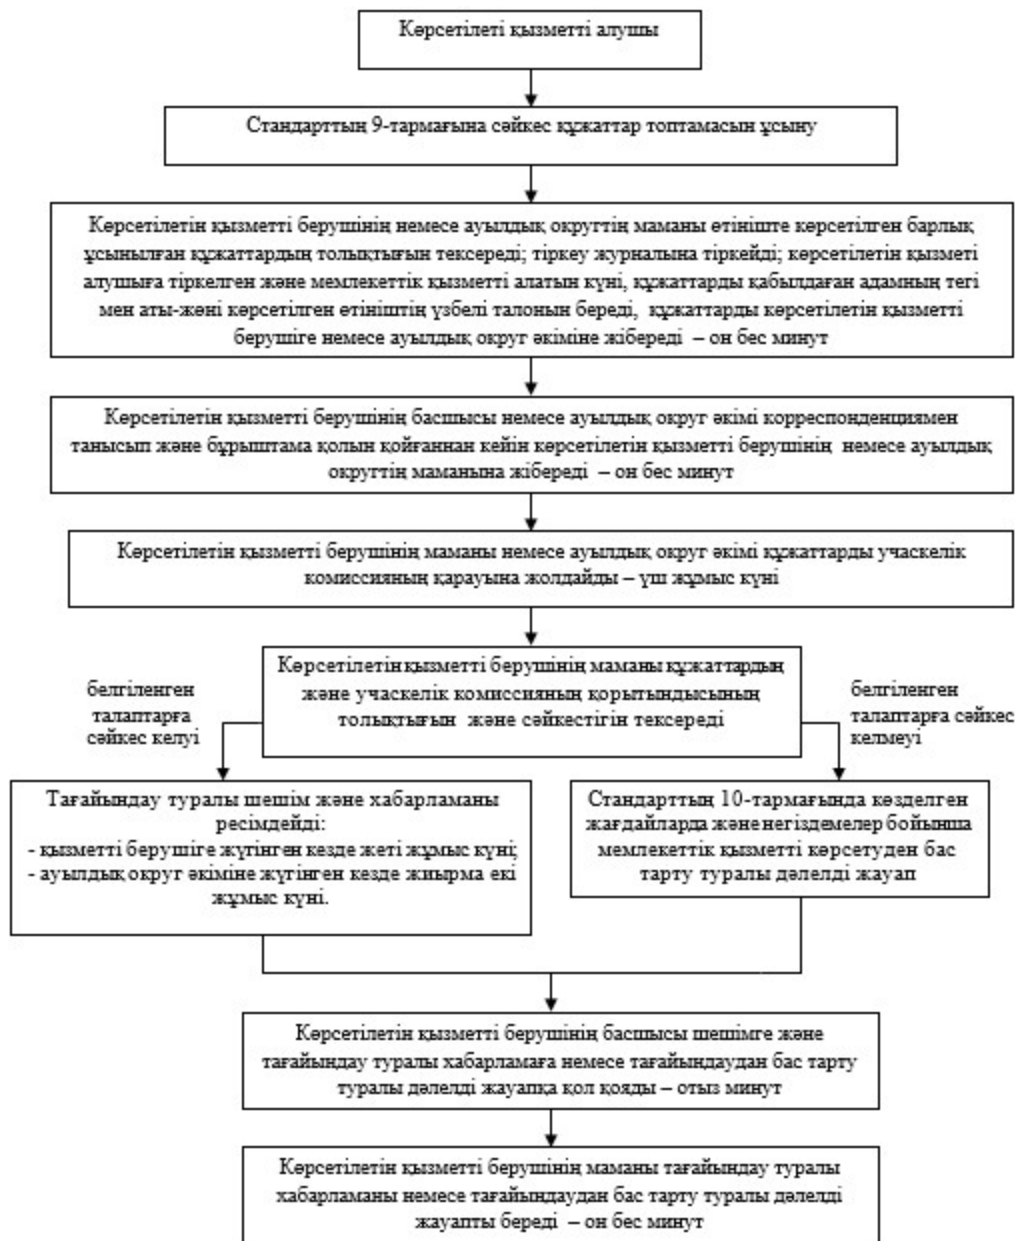 Көрсетілеті қызметті алушы
Стандарттың 9-тармағына сәйкес құжаттар топтамасын ұсыну
Көрсетілетін қызметті берушінің немесе ауылдық округтің маманы өтініште көрсетілген барлық
ұсынылған құжаттардың толықтығын тексереді; тіркеу журналына тіркейді; көрсетілетін қызметі
алушыға тіркелген және мемлекеттік қызметті алатын күні, құжаттарды қабылдаған адамның тегі
мен аты-жөні көрсетілген өтініштің үзбелі талонын береді, құжаттарды көрсетілетін қызметті
берушіге немесе ауылдық округ әкіміне жібереді – он бес минут
Көрсетілетін қызметті берушінің басшысы немесе ауылдық округ әкімі корреспонденциямен
танысып және бұрыштама қолын қойғаннан кейін көрсетілетін қызметті берушінің немесе ауылдық
округтің маманына жібереді – он бес минут
Көрсетілетін қызметті берушінің маманы немесе ауылдық округ әкімі құжаттарды учаскелік
комиссияның қарауына жолдайды – үш жұмыс күні
Көрсетілетін қызметті берушінің маманы құжаттардың
және учаскелік комиссияның қорытындысының
толықтығын және сәйкестігін тексереді
белгіленген
талаптарға
сәйкес келуі
белгіленген
талаптарға сәйкес
келмеуі
Тағайындау туралы шешім және хабарламаны
ресімдейді:
- қызметті берушіге жүгінген кезде жеті жұмыс күні;
- ауылдық округ әкіміне жүгінген кезде жиырма екі
жұмыс күні.
Стандарттың 10-тармағында көзделген
жағдайларда және негіздемелер бойынша
мемлекеттік қызметті көрсетуден бас
тарту туралы дәлелді жауап
Көрсетілетін қызметті берушінің басшысы шешімге және
тағайындау туралы хабарламаға немесе тағайындаудан бас тарту
туралы дәлелді жауапқа қол қояды – отыз минут
Көрсетілетін қызметті берушінің маманы тағайындау туралы
хабарламаны немесе тағайындаудан бас тарту туралы дәлелді
жауапты береді – он бес минут